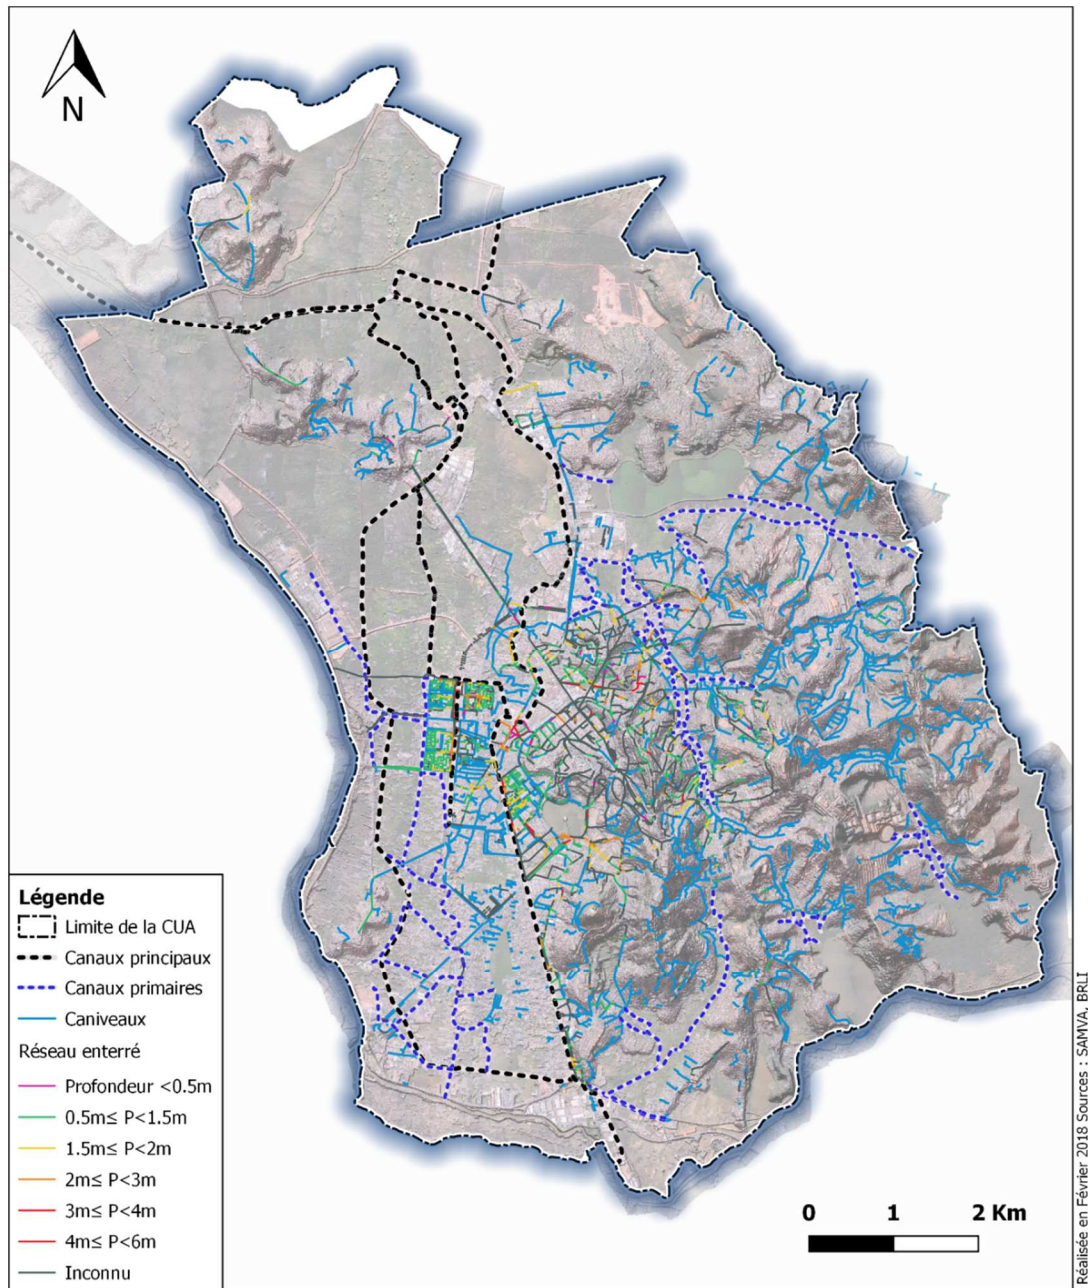 N
Légende
Limite de la CUA
Canaux principaux
Canaux primaires
Caniveaux
Réseau enterré
Profondeur <0.5m
0.5m≤ P<1.5m
1.5m≤ P<2m
2m≤ P<3m
3m≤ P<4m
4m≤ P<6m
Inconnu
0 1 2 Km
Réalisée en Février 2018 Sources : SAMVA, BRLI